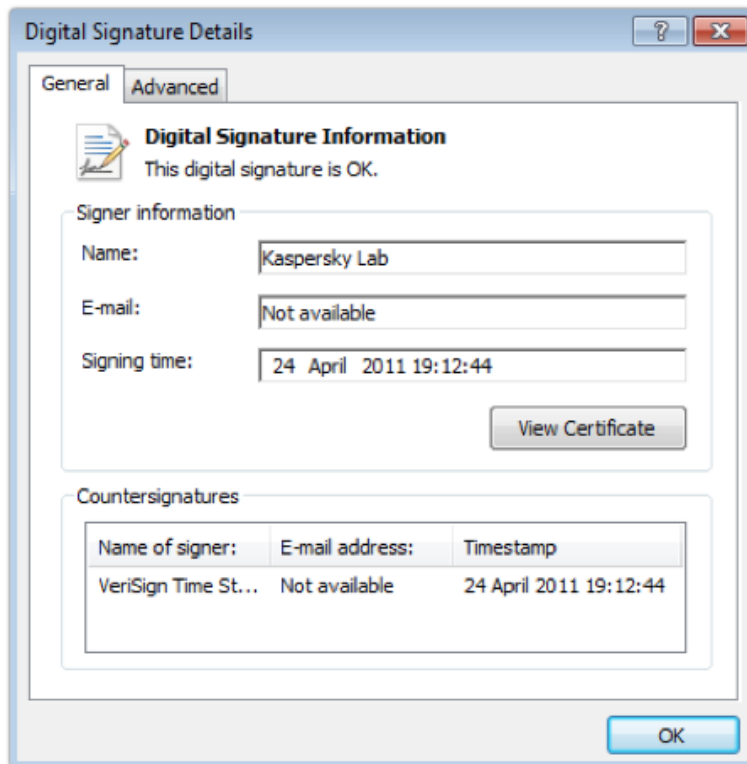 Digital Signature Details
General Advanced
Digital Signature Information
This digital signature is OK.
Signer information
Name: Kaspersky Lab
E-mail: Not available
Signing time: 24 April 2011 19:12:44
View Certificate
Countersignatures
Name of signer: E-mail address: Timestamp
VeriSign Time St... Not available 24 April 2011 19:12:44
OK